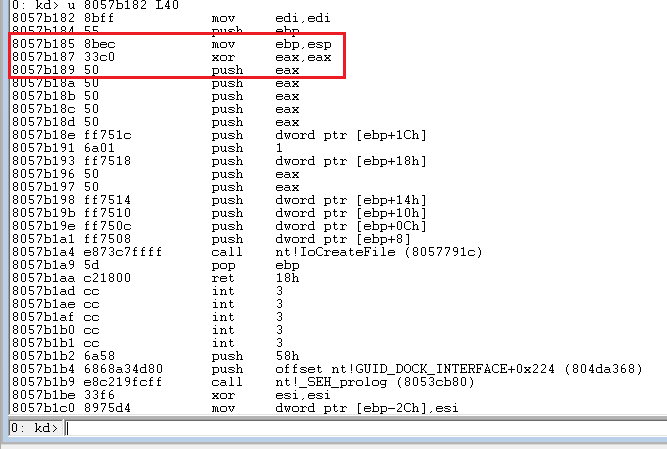 0: kd> u 8057b182 L40
8057b182 8bff mov edi,edi
8057b184 55 push ebp
8057b185 8bec mov ebp,esp
8057b187 33c0 xor eax,eax
8057b189 50 push eax
8057b18a 50 push eax
8057b18b 50 push eax
8057b18c 50 push eax
8057b18d 50 push eax
8057b18e ff751c push dword ptr [ebp+1Ch]
8057b191 6a01 push 1
8057b193 ff7518 push dword ptr [ebp+18h]
8057b196 50 push eax
8057b197 50 push eax
8057b198 ff7514 push dword ptr [ebp+14h]
8057b19b ff7510 push dword ptr [ebp+10h]
8057b19e ff750c push dword ptr [ebp+0Ch]
8057b1a1 ff7508 push dword ptr [ebp+8]
8057b1a4 e873c7ffff call nt!IoCreateFile (8057791c)
8057b1a9 5d pop ebp
8057b1aa c21800 ret 18h
8057b1ad cc int 3
8057b1ae cc int 3
8057b1af cc int 3
8057b1b0 cc int 3
8057b1b1 cc int 3
8057b1b2 6a58 push 58h
8057b1b4 6868a34d80 push offset nt!GUID_DOCK_INTERFACE+0x224 (804da368)
8057b1b9 e8c219fcff call nt!_SEH_prolog (8053cb80)
8057b1be 33f6 xor esi,esi
8057b1c0 8975d4 mov dword ptr [ebp-2Ch],esi
0: kd>